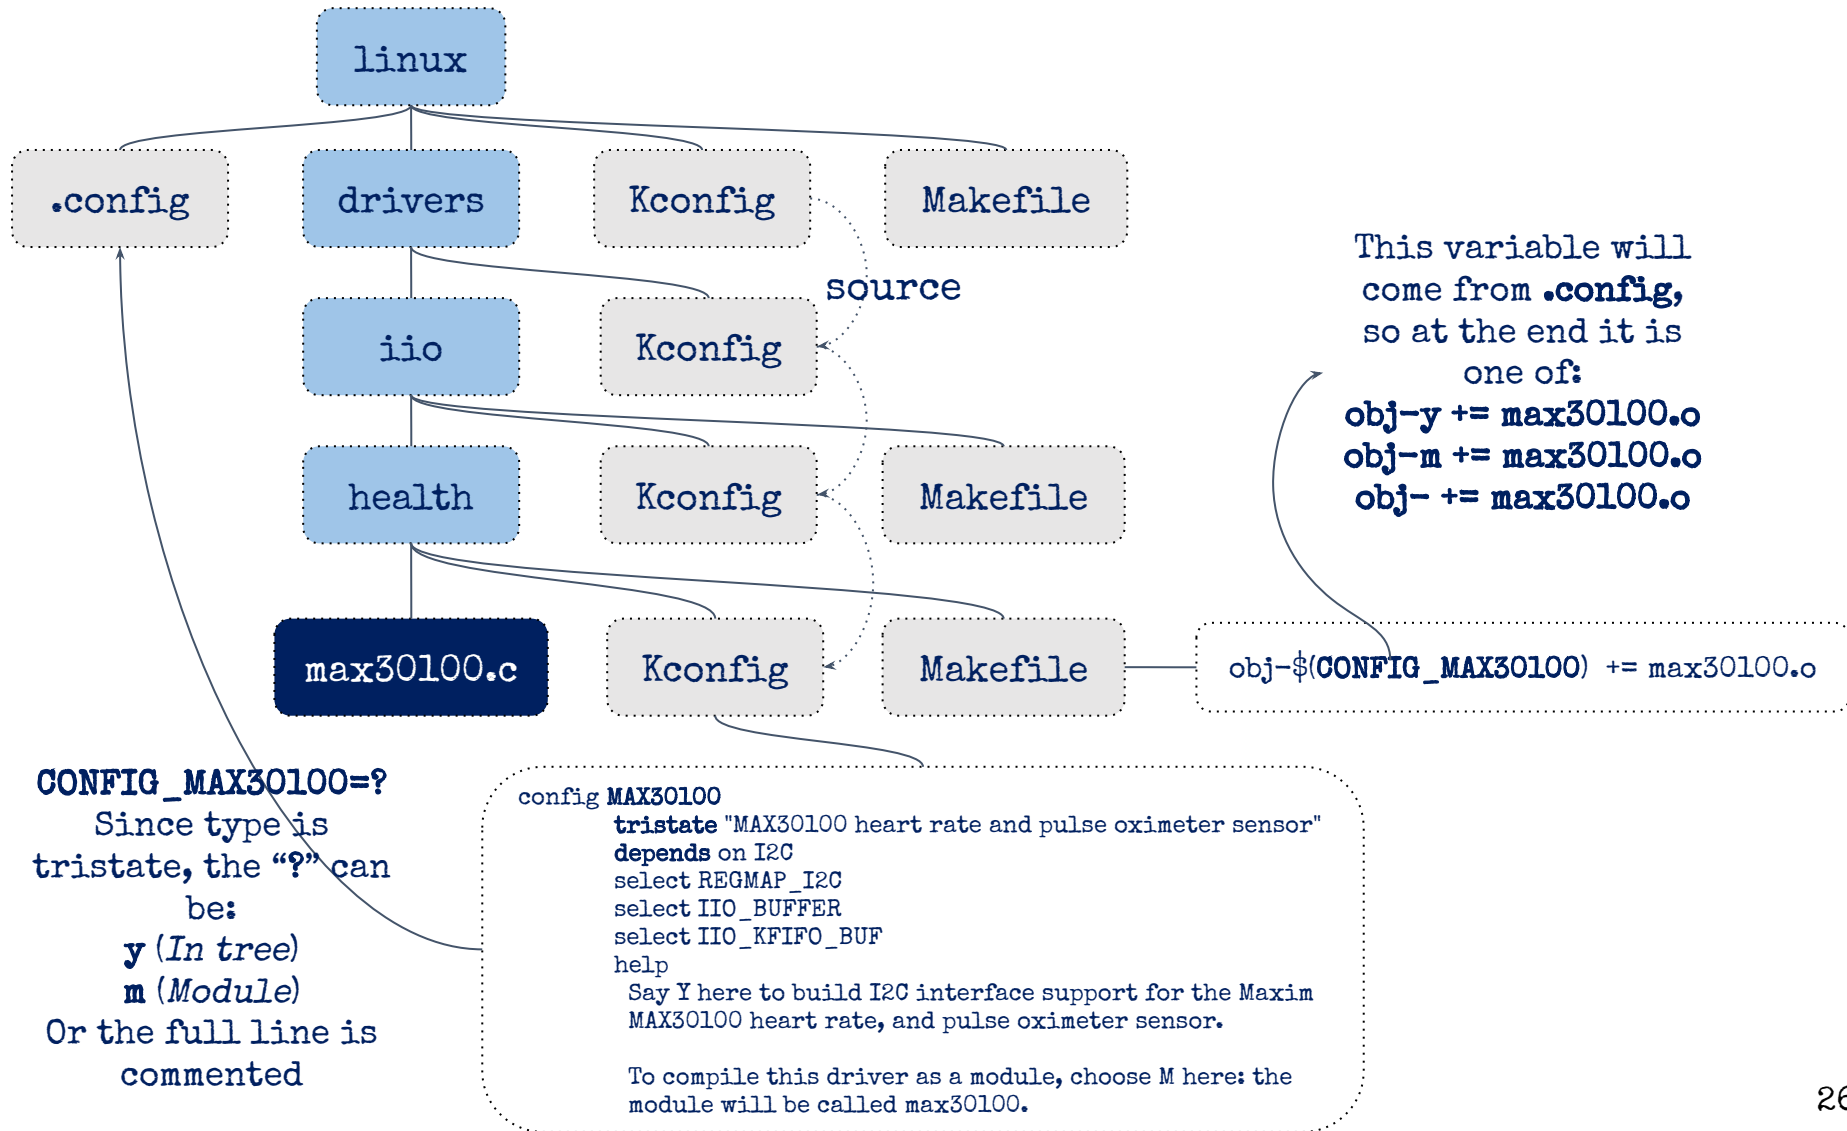 linux
.config
drivers
Kconfig
Makefile
source
iio
Kconfig
health
Kconfig
Makefile
max30100.c
Kconfig
Makefile
obj-$(CONFIG_MAX30100) += max30100.o
This variable will
come from .config,
so at the end it is
one of:
obj-y += max30100.o
obj-m += max30100.o
obj- += max30100.o
CONFIG_MAX30100=?
Since type is
tristate, the “?” can
be:
y (In tree)
m (Module)
Or the full line is
commented
config MAX30100
tristate "MAX30100 heart rate and pulse oximeter sensor"
depends on I2C
select REGMAP_I2C
select IIO_BUFFER
select IIO_KFIFO_BUF
help
Say Y here to build I2C interface support for the Maxim
MAX30100 heart rate, and pulse oximeter sensor.
To compile this driver as a module, choose M here: the
module will be called max30100.
26